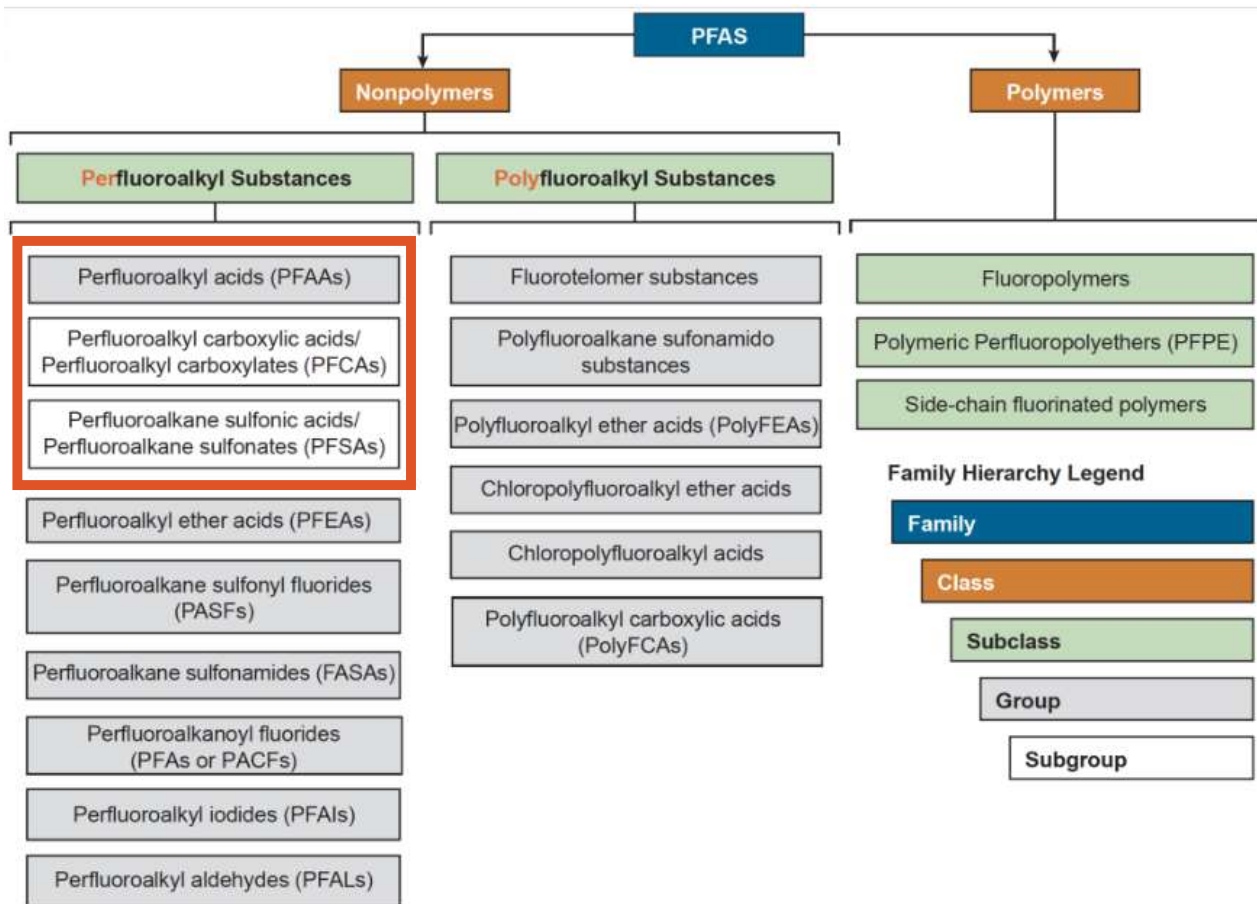 PFAS
Nonpolymers
Polymers
Perfluoroalkyl Substances
Polyfluoroalkyl Substances
Perfluoroalkyl acids (PFAAs)
Perfluoroalkyl carboxylic acids/
Perfluoroalkyl carboxylates (PFCAs)
Perfluoroalkane sulfonic acids/
Perfluoroalkane sulfonates (PFSAs)
Perfluoroalkyl ether acids (PFEAs)
Perfluoroalkane sulfonyl fluorides
(PASFs)
Perfluoroalkane sulfonamides (FASAs)
Perfluoroalkanoyl fluorides
(PFAs or PACFs)
Perfluoroalkyl iodides (PFAIs)
Perfluoroalkyl aldehydes (PFALs)
Fluorotelomer substances
Polyfluoroalkane sufonamido
substances
Polyfluoroalkyl ether acids (PolyFEAs)
Chloropolyfluoroalkyl ether acids
Chloropolyfluoroalkyl acids
Polyfluoroalkyl carboxylic acids
(PolyFCAs)
Fluoropolymers
Polymeric Perfluoropolyethers (PFPE)
Side-chain fluorinated polymers
Family Hierarchy Legend
Family
Class
Subclass
Group
Subgroup